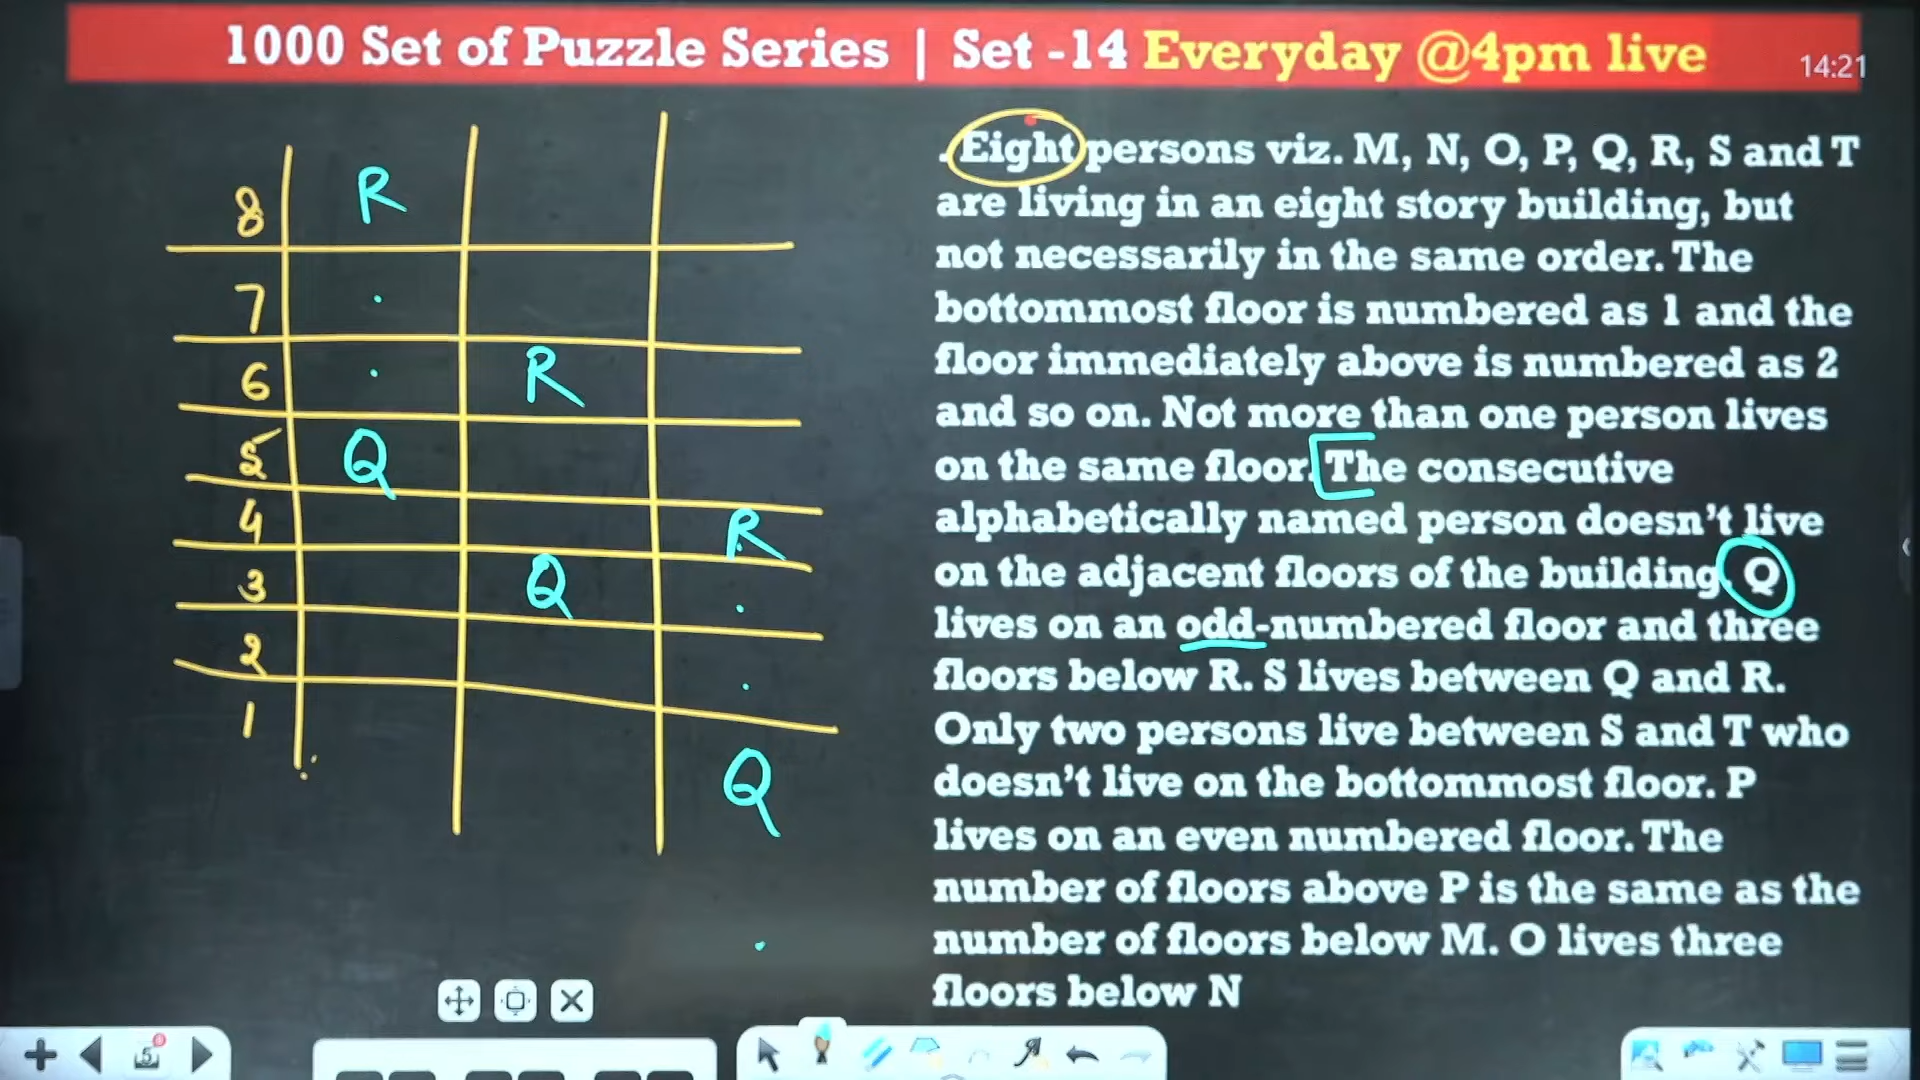 1000 Set of Puzzle Series | Set -14 Everyday @4pm live
14:21
. Eight persons viz. M, N, O, P, Q, R, S and T
are living in an eight story building, but
not necessarily in the same order. The
bottommost floor is numbered as 1 and the
floor immediately above is numbered as 2
and so on. Not more than one person lives
on the same floor. The consecutive
alphabetically named person doesn't live
on the adjacent floors of the building. Q
lives on an odd-numbered floor and three
floors below R. S lives between Q and R.
Only two persons live between S and T who
doesn't live on the bottommost floor. P
lives on an even numbered floor. The
number of floors above P is the same as the
number of floors below M. O lives three
floors below N
8 R
7
6 R
5 Q
4 R
3 Q
2
1
Q
5